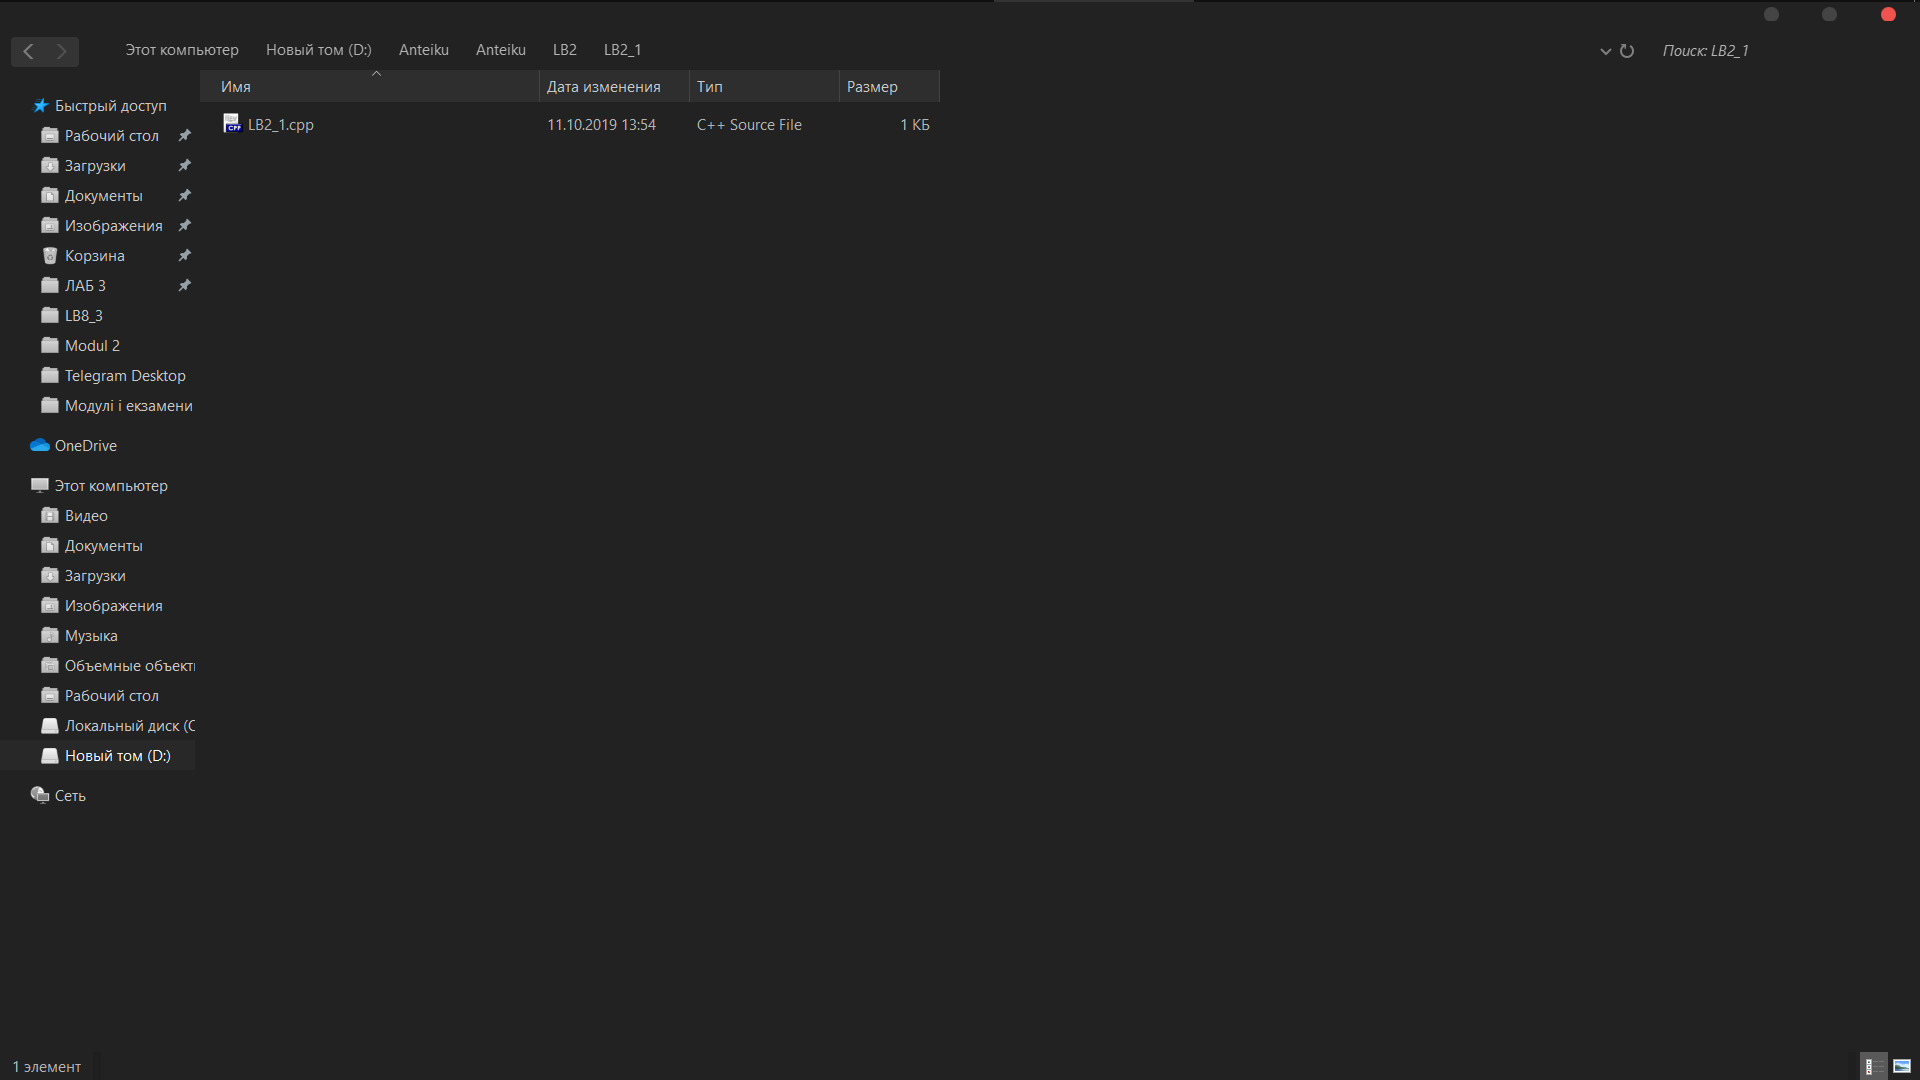 Этот компьютер Новый том (D:) Anteiku Anteiku LB2 LB2_1 Поиск: LB2_1
Имя Дата изменения Тип Размер
LB2_1.cpp 11.10.2019 13:54 C++ Source File 1 КБ
Быстрый доступ
Рабочий стол
Загрузки
Документы
Изображения
Корзина
ЛАБ 3
LB8_3
Modul 2
Telegram Desktop
Модулі і екзамени
OneDrive
Этот компьютер
Видео
Документы
Загрузки
Изображения
Музыка
Объемные объекты
Рабочий стол
Локальный диск (C
Новый том (D:)
Сеть
1 элемент